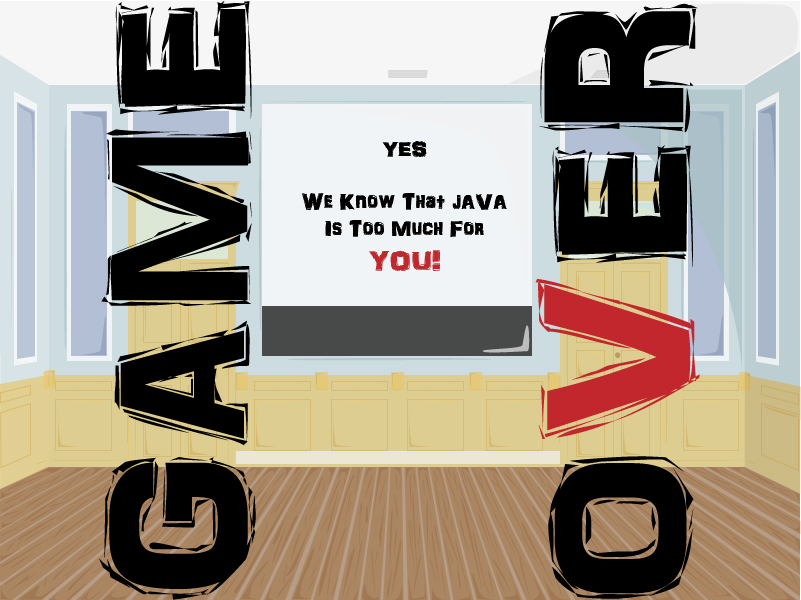 GAME
YES
We Know That JAVA
Is Too Much For
YOU!
OVER